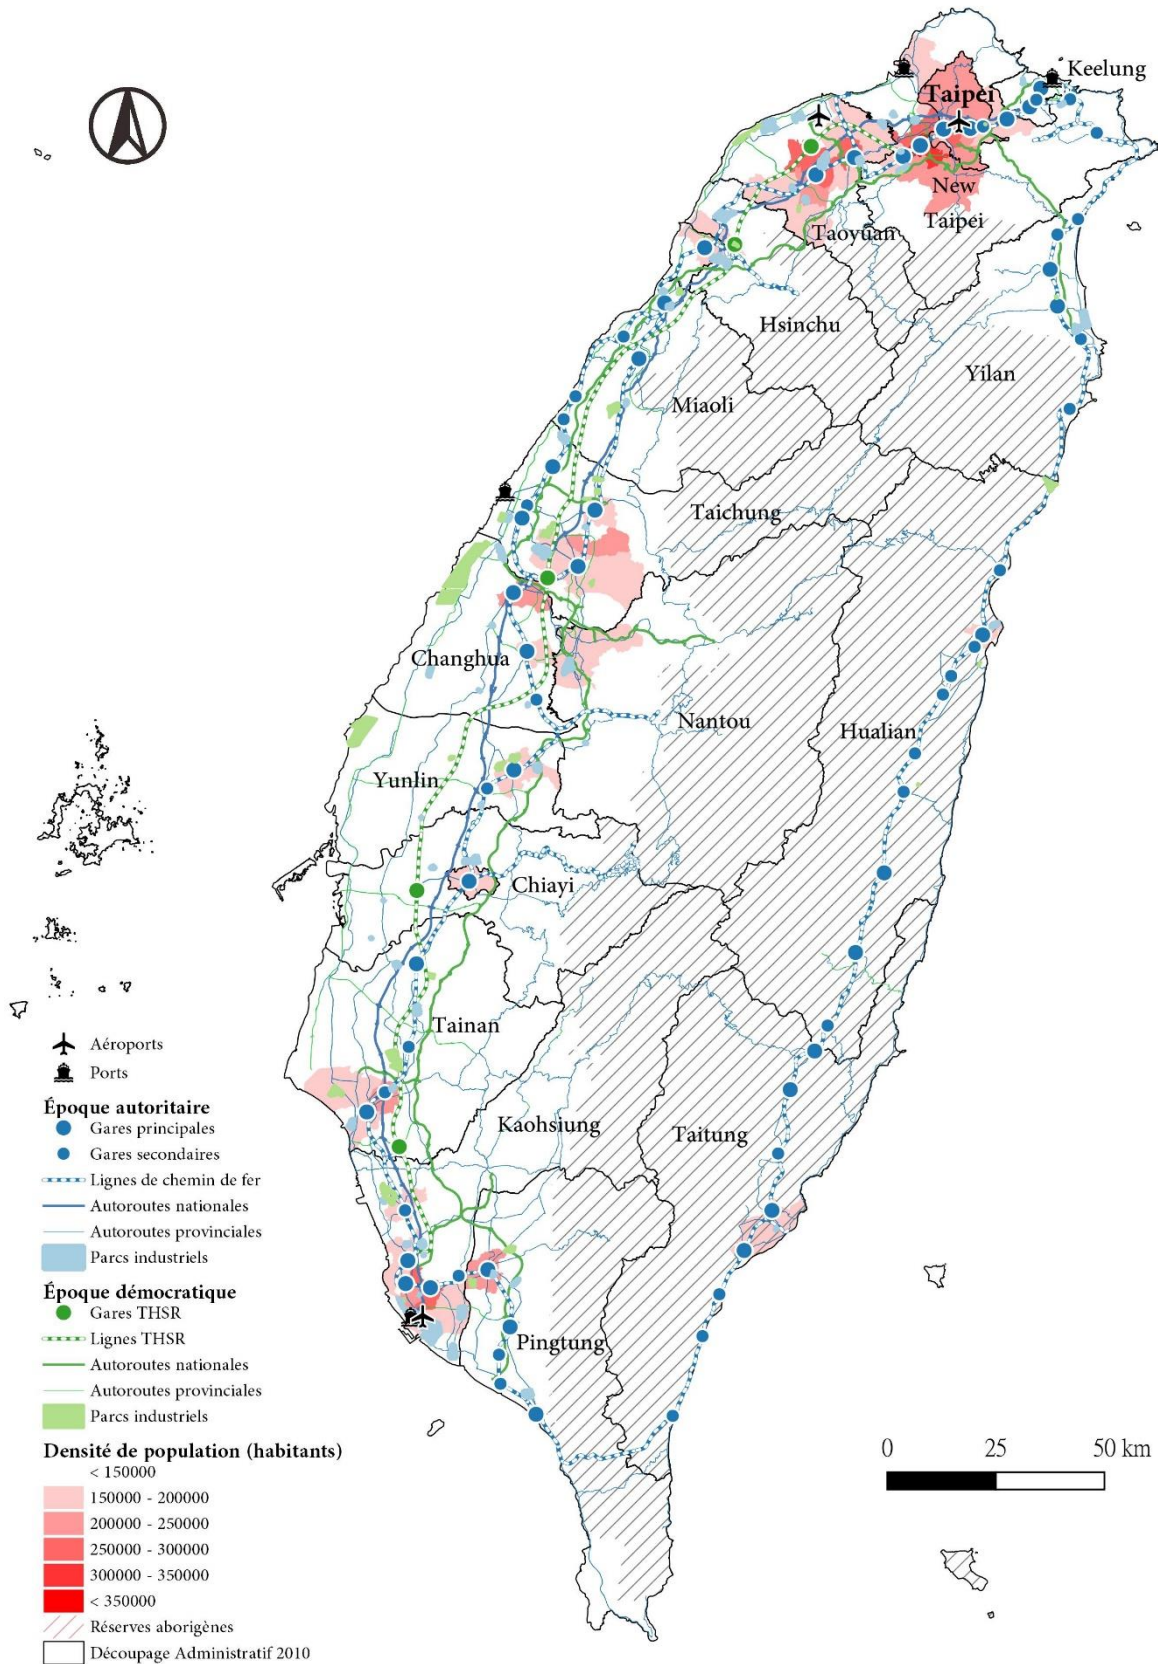 Keelung
Taipei
New
Taipei
Taoyuan
Hsinchu
Yilan
Miaoli
Taichung
Changhua
Nantou
Hualian
Yunlin
Chiayi
Tainan
Kaohsiung
Taitung
Pingtung
Aéroports
Ports
Époque autoritaire
Gares principales
Gares secondaires
Lignes de chemin de fer
Autoroutes nationales
Autoroutes provinciales
Parcs industriels
Époque démocratique
Gares THSR
Lignes THSR
Autoroutes nationales
Autoroutes provinciales
Parcs industriels
Densité de population (habitants)
< 150000
150000 - 200000
200000 - 250000
250000 - 300000
300000 - 350000
< 350000
Réserves aborigènes
Découpage Administratif 2010
0 25 50 km